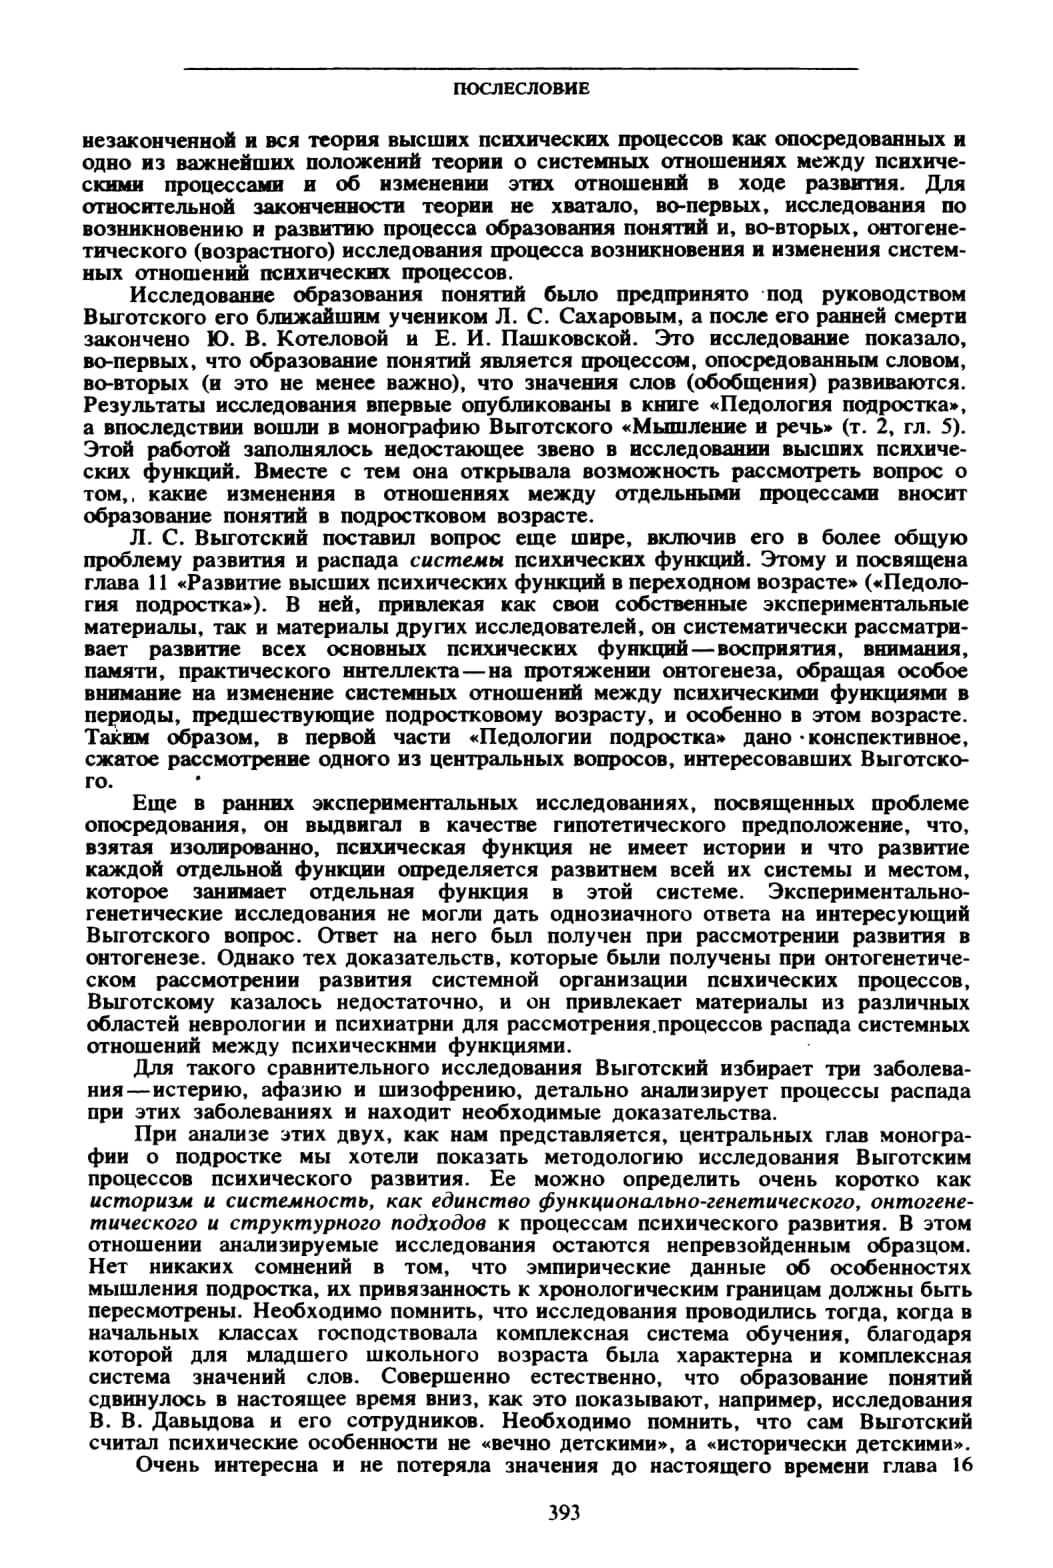 ПОСЛЕСЛОВИЕ
незаконченной и вся теория высших психических процессов как опосредованных и
одно из важнейших положений теории о системных отношениях между психиче-
скими процессами и об изменении этих отношений в ходе развития. Для
относительной законченности теории не хватало, во-первых, исследования по
возникновению и развитию процесса образования понятий и, во-вторых, онтогене-
тического (возрастного) исследования процесса возникновения и изменения систем-
ных отношений психических процессов.
Исследование образования понятий было предпринято под руководством
Выготского его ближайшим учеником Л. С. Сахаровым, а после его ранней смерти
закончено Ю. В. Котеловой и Е. И. Пашковской. Это исследование показало,
во-первых, что образование понятий является процессом, опосредованным словом,
во-вторых (и это не менее важно), что значения слов (обобщения) развиваются.
Результаты исследования впервые опубликованы в книге «Педология подростка»,
а впоследствии вошли в монографию Выготского «Мышление и речь» (т. 2, гл. 5).
Этой работой заполнялось недостающее звено в исследовании высших психиче-
ских функций. Вместе с тем она открывала возможность рассмотреть вопрос о
том,, какие изменения в отношениях между отдельными процессами вносит
образование понятий в подростковом возрасте.
Л. С. Выготский поставил вопрос еще шире, включив его в более общую
проблему развития и распада системы психических функций. Этому и посвящена
глава 11 «Развитие высших психических функций в переходном возрасте» («Педоло-
гия подростка»). В ней, привлекая как свои собственные экспериментальные
материалы, так и материалы других исследователей, он систематически рассматри-
вает развитие всех основных психических функций—восприятия, внимания,
памяти, практического интеллекта—на протяжении онтогенеза, обращая особое
внимание на изменение системных отношений между психическими функциями в
периоды, предшествующие подростковому возрасту, и особенно в этом возрасте.
Таким образом, в первой части «Педологии подростка» дано конспективное,
сжатое рассмотрение одного из центральных вопросов, интересовавших Выготско-
го.
Еще в ранних экспериментальных исследованиях, посвященных проблеме
опосредования, он выдвигал в качестве гипотетического предположение, что,
взятая изолированно, психическая функция не имеет истории и что развитие
каждой отдельной функции определяется развитием всей их системы и местом,
которое занимает отдельная функция в этой системе. Экспериментально-
генетические исследования не могли дать однозначного ответа на интересующий
Выготского вопрос. Ответ на него был получен при рассмотрении развития в
онтогенезе. Однако тех доказательств, которые были получены при онтогенетиче-
ском рассмотрении развития системной организации психических процессов,
Выготскому казалось недостаточно, и он привлекает материалы из различных
областей неврологии и психиатрии для рассмотрения процессов распада системных
отношений между психическими функциями.
Для такого сравнительного исследования Выготский избирает три заболева-
ния—истерию, афазию и шизофрению, детально анализирует процессы распада
при этих заболеваниях и находит необходимые доказательства.
При анализе этих двух, как нам представляется, центральных глав моногра-
фии о подростке мы хотели показать методологию исследования Выготским
процессов психического развития. Ее можно определить очень коротко как
историзм и системность, как единство функционально-генетического, онтогене-
тического и структурного подходов к процессам психического развития. В этом
отношении анализируемые исследования остаются непревзойденным образцом.
Нет никаких сомнений в том, что эмпирические данные об особенностях
мышления подростка, их привязанность к хронологическим границам должны быть
пересмотрены. Необходимо помнить, что исследования проводились тогда, когда в
начальных классах господствовала комплексная система обучения, благодаря
которой для младшего школьного возраста была характерна и комплексная
система значений слов. Совершенно естественно, что образование понятий
сдвинулось в настоящее время вниз, как это показывают, например, исследования
В. В. Давыдова и его сотрудников. Необходимо помнить, что сам Выготский
считал психические особенности не «вечно детскими», а «исторически детскими».
Очень интересна и не потеряла значения до настоящего времени глава 16
393